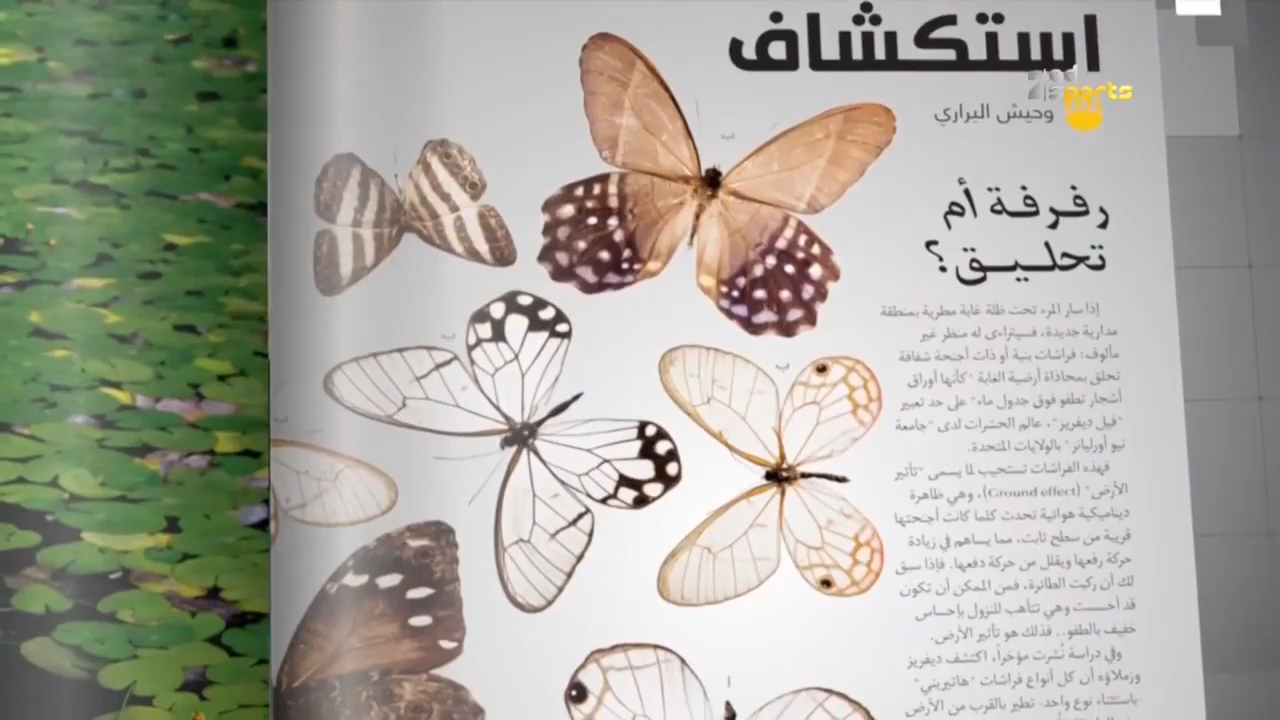 استكشاف
zed sports
وحيش البراري
رفرفة أم
تحليق؟
إذا سار المرء تحت ظلة غابة مطرية بمنطقة
مدارية جديدة، فسيتراءى له منظر غير
مألوف: فراشات بنية أو ذات أجنحة شفافة
تحلق بمحاذاة أرضية الغابة "كأنها أوراق
أشجار تطفو فوق جدول ماء" على حد تعبير
"فيل ديفريز"، عالم الحشرات لدى "جامعة
نيو أورليانز" بالولايات المتحدة.
فهذه الفراشات تستجيب لما يسمى "تأثير
الأرض" (Ground effect)، وهي ظاهرة
ديناميكية هوائية تحدث كلما كانت أجنحتها
قريبة من سطح ثابت، مما يساهم في زيادة
حركة رفعها ويقلل من حركة دفعها. فإذا سبق
لك أن ركبت الطائرة، فمن الممكن أن تكون
قد أحسست وهي تتأهب للنزول بإحساس
خفيف بالطفو.. فذلك هو تأثير الأرض.
وفي دراسة نُشرت مؤخراً، اكتشف ديفريز
وزملاؤه أن كل أنواع فراشات "هاتيريني"
-باستثناء نوع واحد- تطير بالقرب من الأرض
ب
ب
ب
أ